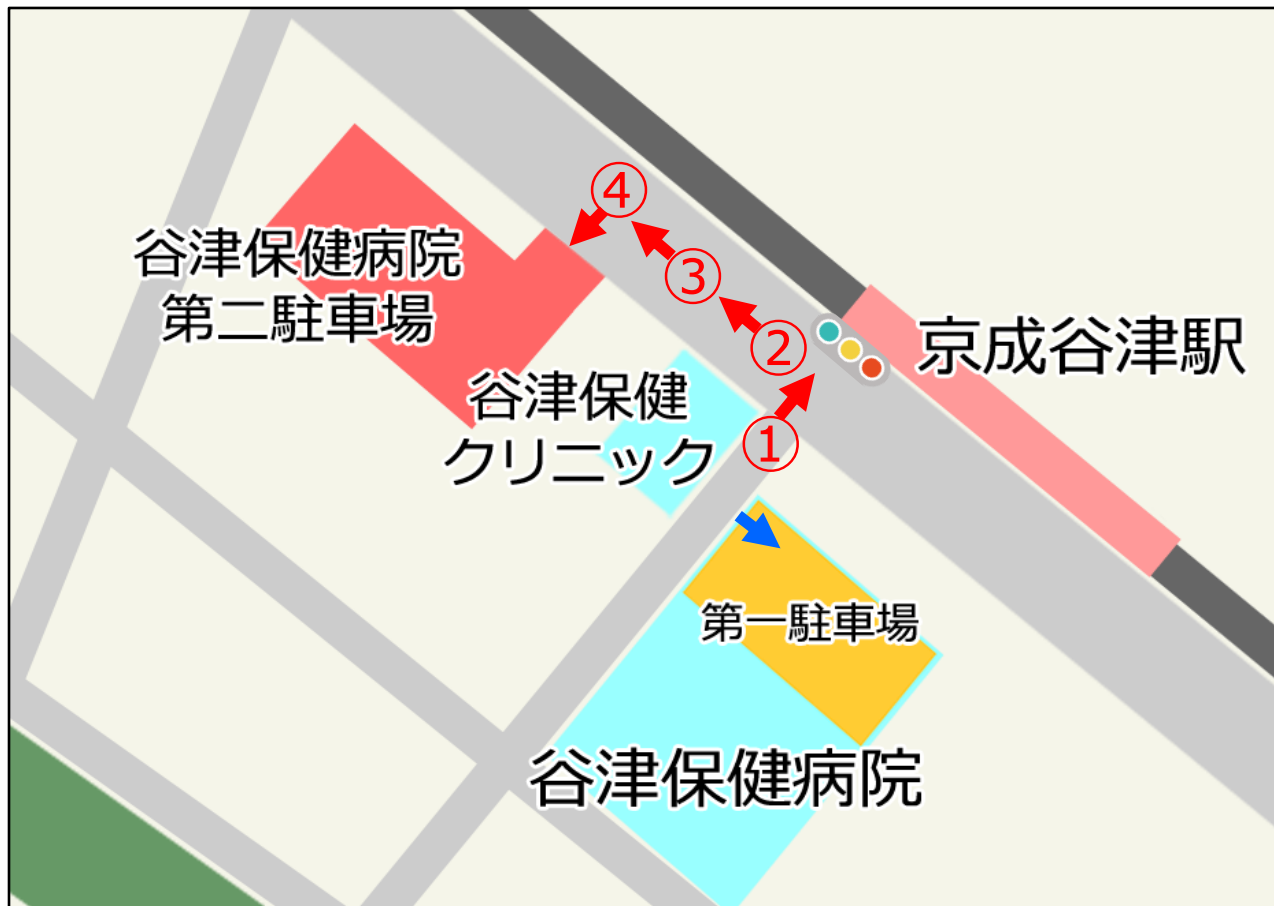 ④
谷津保健病院
第二駐車場
③
②
京成谷津駅
谷津保健
クリニック
①
第一駐車場
谷津保健病院